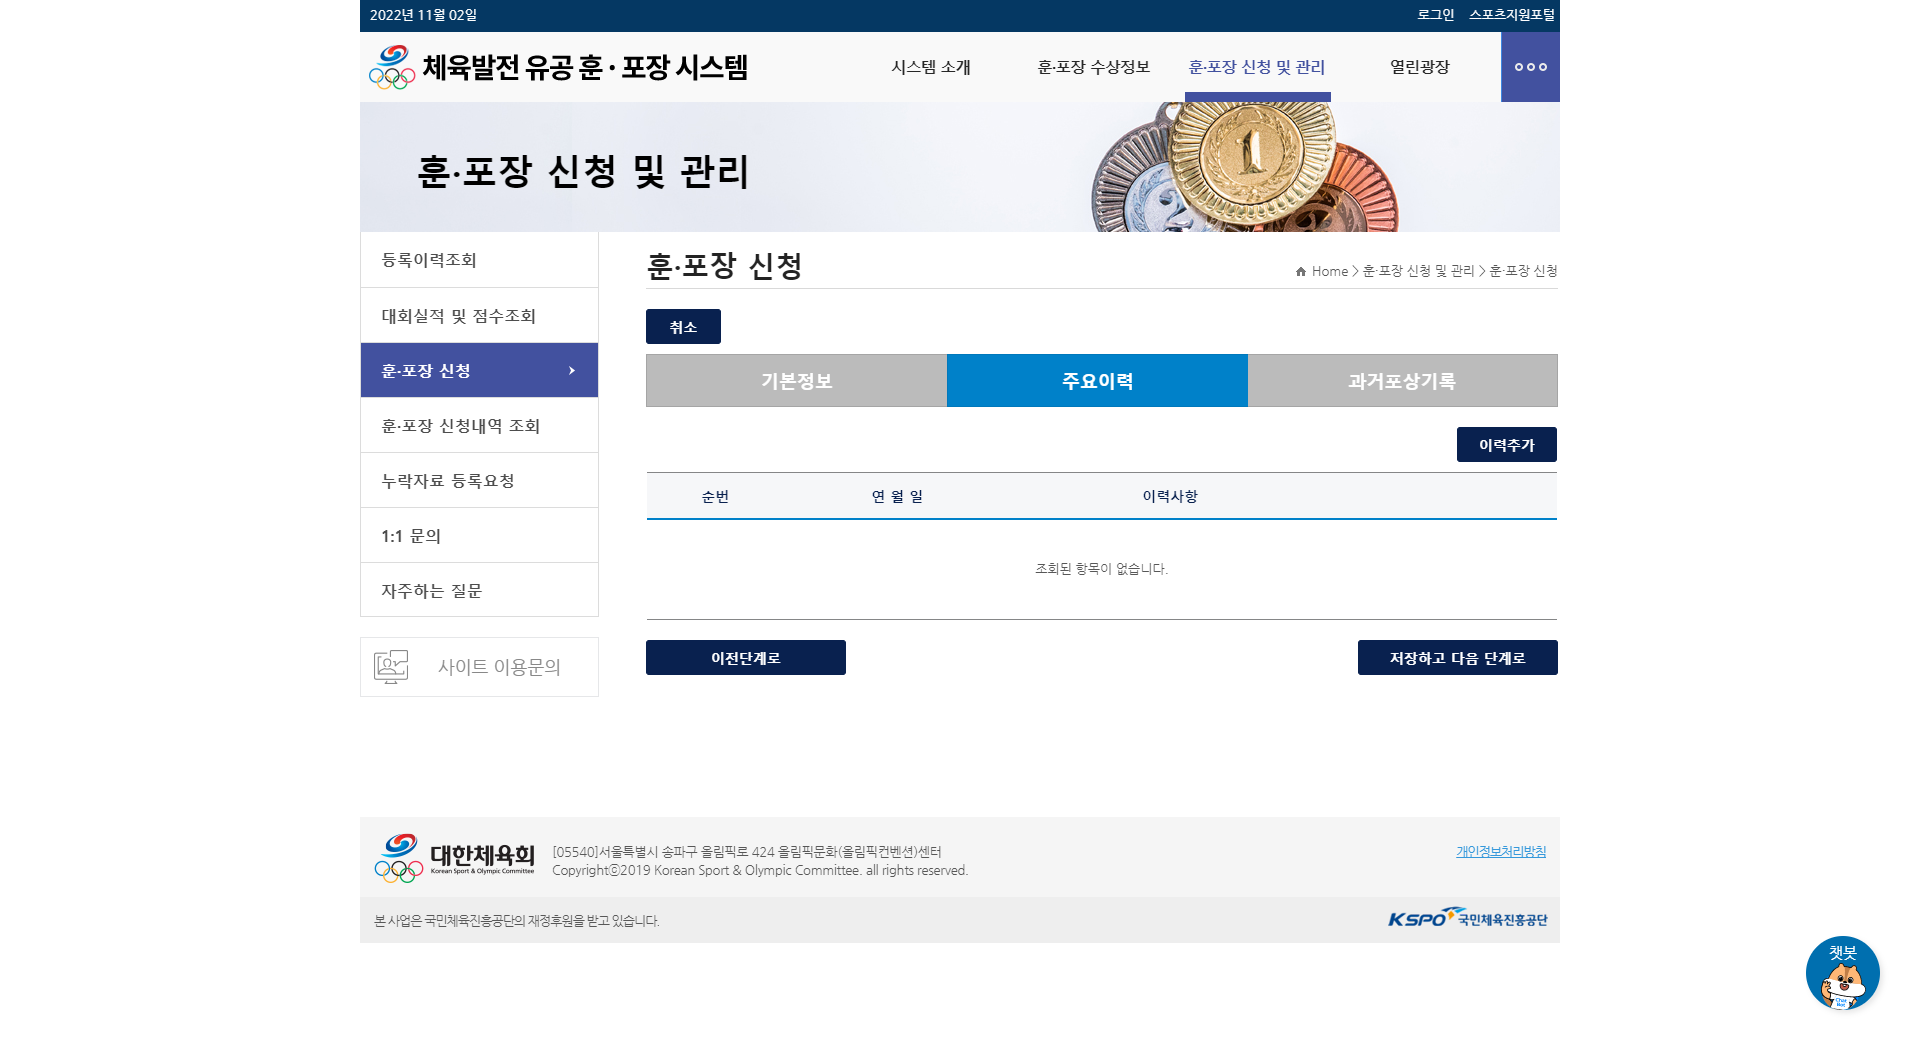 2022년 11월 02일
로그인 스포츠지원포털
체육발전 유공 훈 · 포장 시스템
시스템 소개 훈·포장 수상정보 훈·포장 신청 및 관리 열린광장
훈·포장 신청 및 관리
1
2
등록이력조회
대회실적 및 점수조회
훈·포장 신청
훈·포장 신청내역 조회
누락자료 등록요청
1:1 문의
자주하는 질문
사이트 이용문의
훈·포장 신청
Home > 훈·포장 신청 및 관리 > 훈·포장 신청
취소
기본정보 주요이력 과거포상기록
이력추가
순번 연 월 일 이력사항
조회된 항목이 없습니다.
이전단계로 저장하고 다음 단계로
대한체육회
Korean Sport & Olympic Committee
[05540]서울특별시 송파구 올림픽로 424 올림픽문화(올림픽컨벤션)센터
Copyrightⓒ2019 Korean Sport & Olympic Committee. all rights reserved.
개인정보처리방침
본 사업은 국민체육진흥공단의 재정후원을 받고 있습니다.
KSPO 국민체육진흥공단
챗봇
Chat
Bot